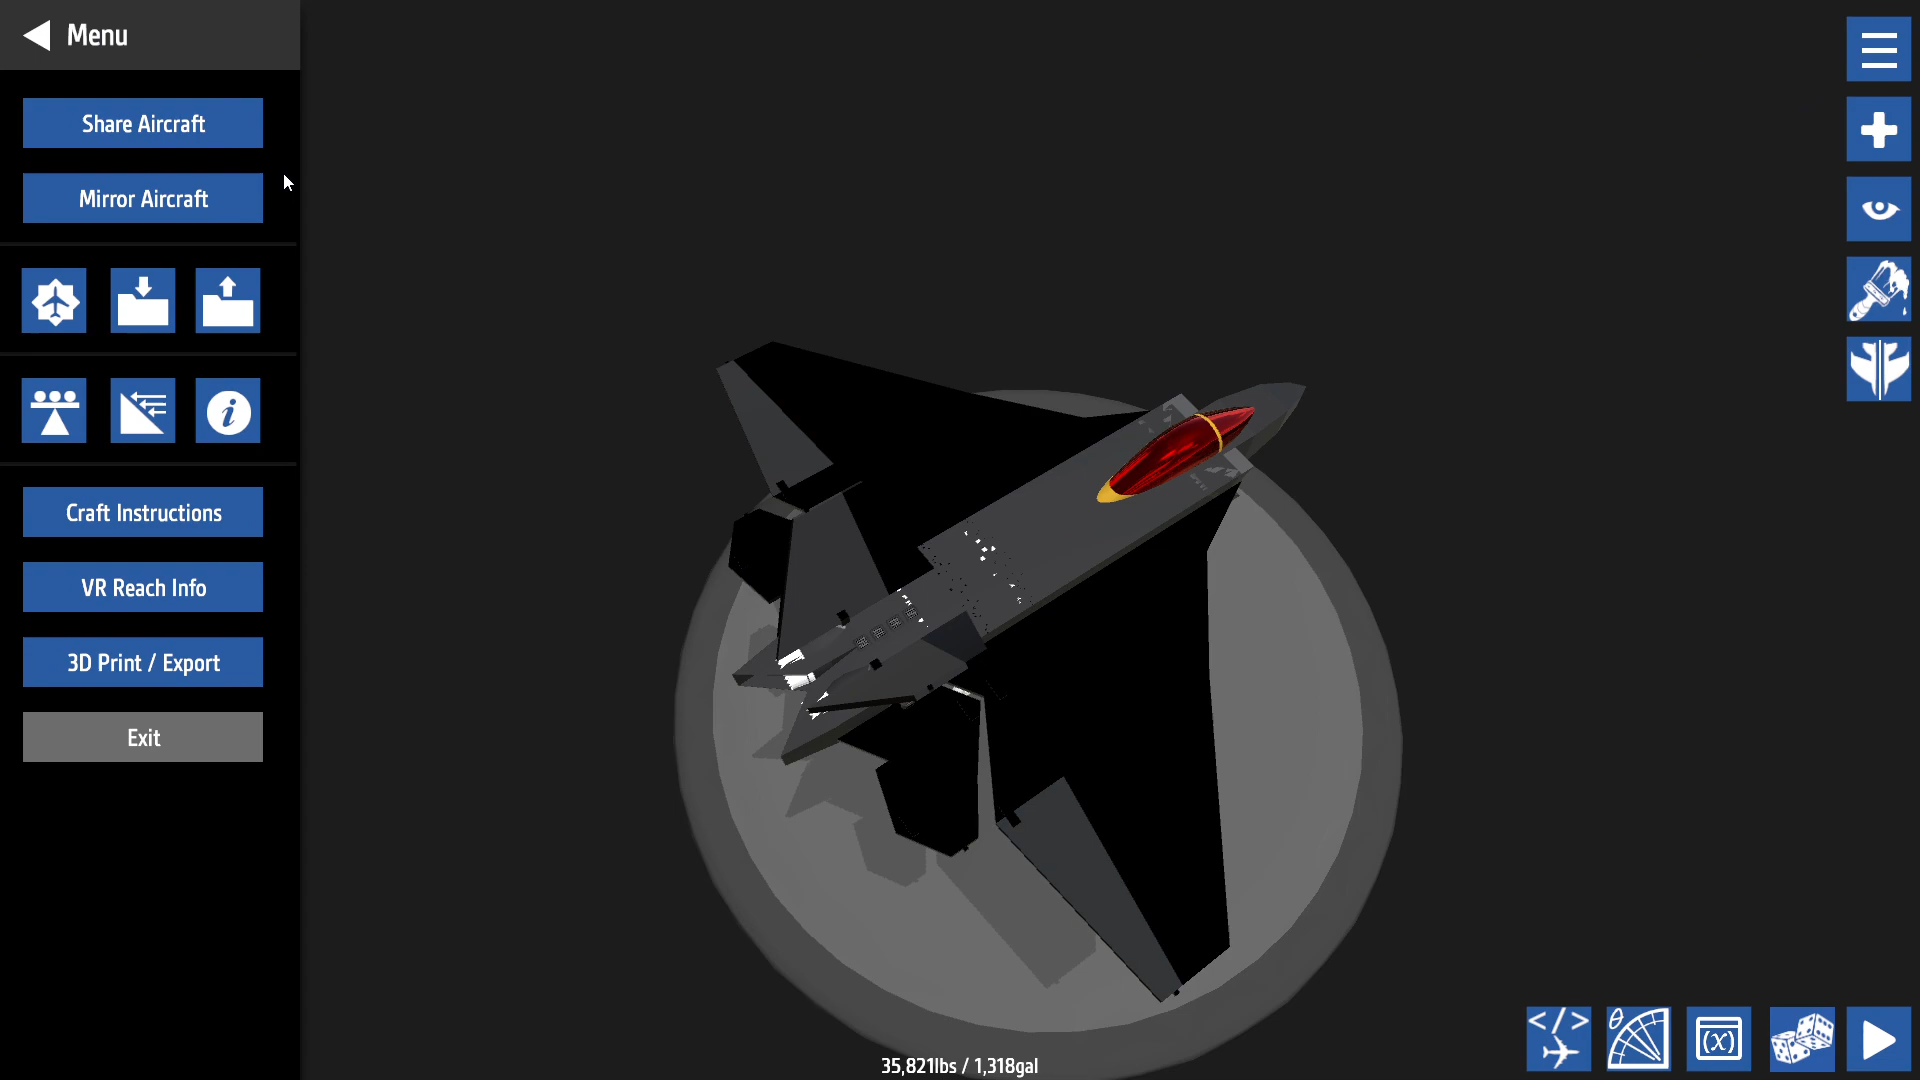 Menu
Share Aircraft
Mirror Aircraft
Craft Instructions
VR Reach Info
3D Print / Export
Exit
35,821lbs / 1,318gal
</> θ (x)